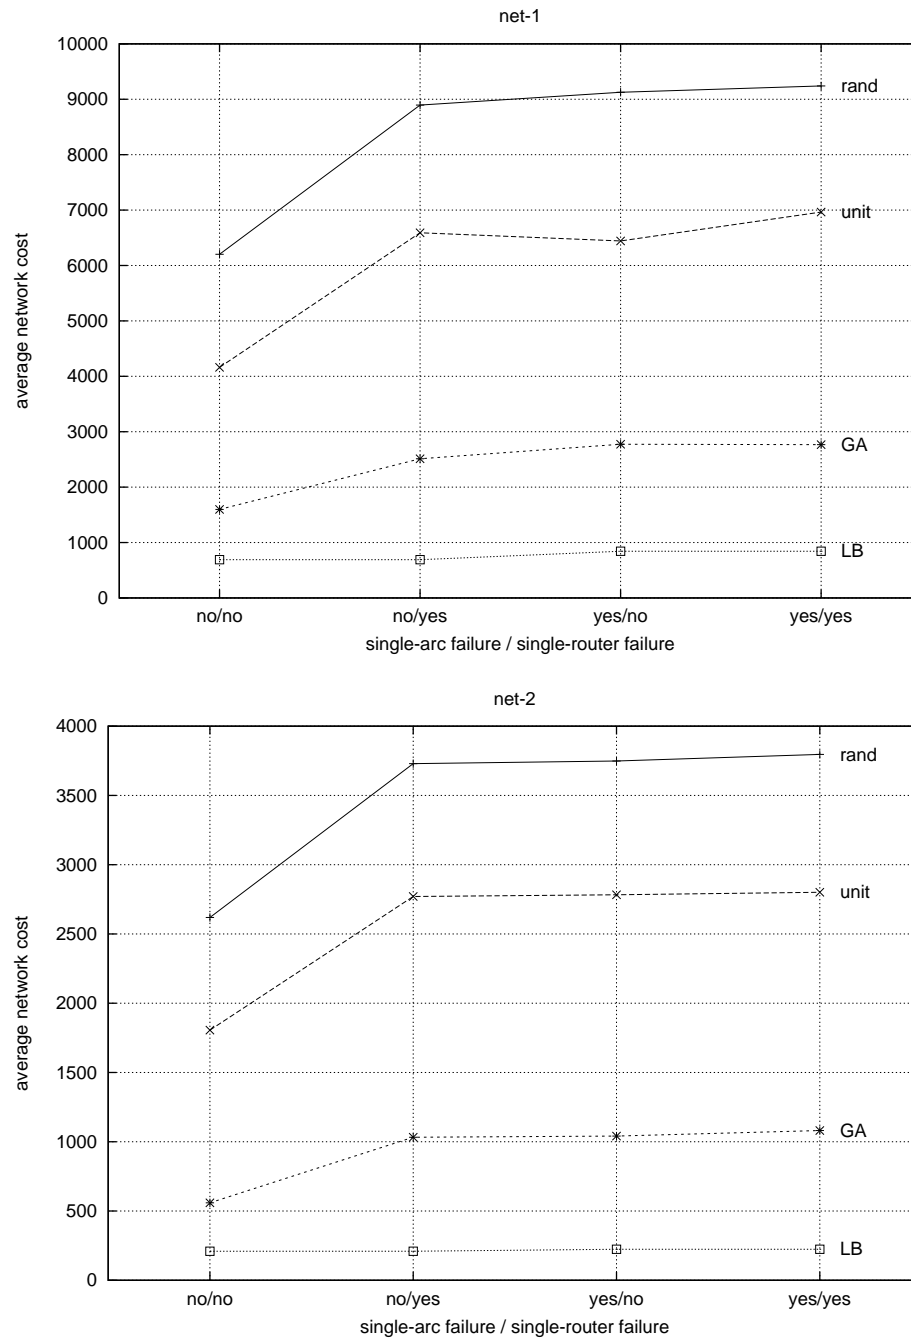 net-1
10000
9000
8000
7000
6000
5000
4000
3000
2000
1000
0
average network cost
rand
unit
GA
LB
no/no no/yes yes/no yes/yes
single-arc failure / single-router failure
net-2
4000
3500
3000
2500
2000
1500
1000
500
0
average network cost
rand
unit
GA
LB
no/no no/yes yes/no yes/yes
single-arc failure / single-router failure